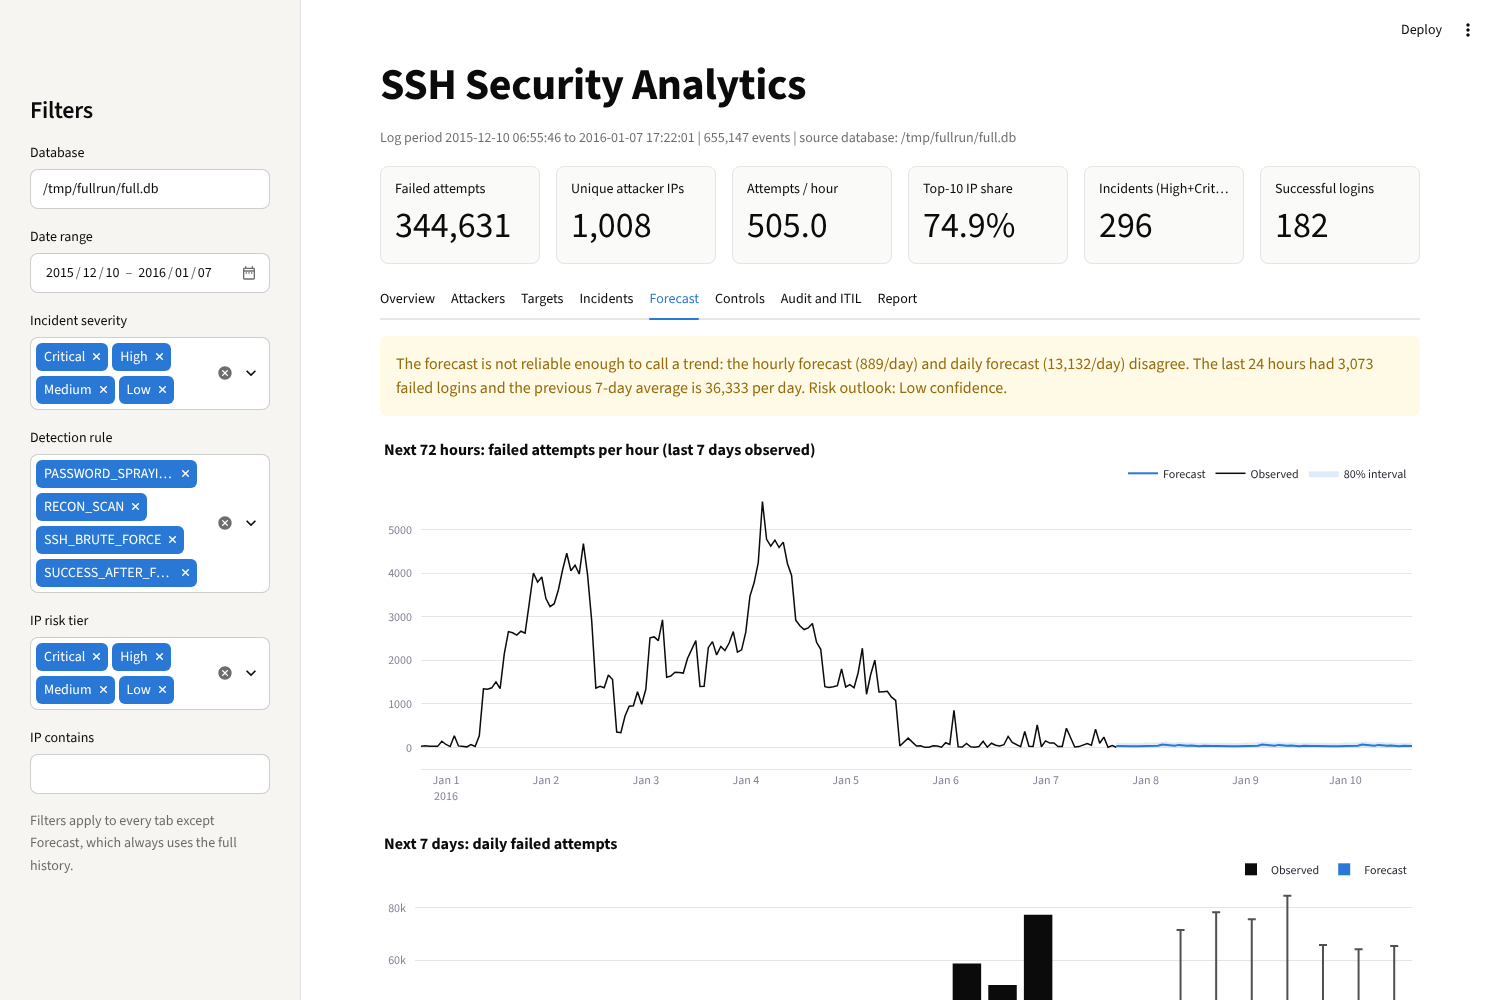 Deploy
Filters
Database
/tmp/fullrun/full.db
Date range
2015 / 12 / 10 – 2016 / 01 / 07
Incident severity
Critical × High ×
Medium × Low ×
Detection rule
PASSWORD_SPRAYI… ×
RECON_SCAN ×
SSH_BRUTE_FORCE ×
SUCCESS_AFTER_F… ×
IP risk tier
Critical × High ×
Medium × Low ×
IP contains
Filters apply to every tab except
Forecast, which always uses the full
history.
SSH Security Analytics
Log period 2015-12-10 06:55:46 to 2016-01-07 17:22:01 | 655,147 events | source database: /tmp/fullrun/full.db
Failed attempts
344,631
Unique attacker IPs
1,008
Attempts / hour
505.0
Top-10 IP share
74.9%
Incidents (High+Crit…
296
Successful logins
182
Overview Attackers Targets Incidents Forecast Controls Audit and ITIL Report
The forecast is not reliable enough to call a trend: the hourly forecast (889/day) and daily forecast (13,132/day) disagree. The last 24 hours had 3,073
failed logins and the previous 7-day average is 36,333 per day. Risk outlook: Low confidence.
Next 72 hours: failed attempts per hour (last 7 days observed)
Forecast Observed 80% interval
5000
4000
3000
2000
1000
0
Jan 1 Jan 2 Jan 3 Jan 4 Jan 5 Jan 6 Jan 7 Jan 8 Jan 9 Jan 10
2016
Next 7 days: daily failed attempts
Observed Forecast
80k
60k